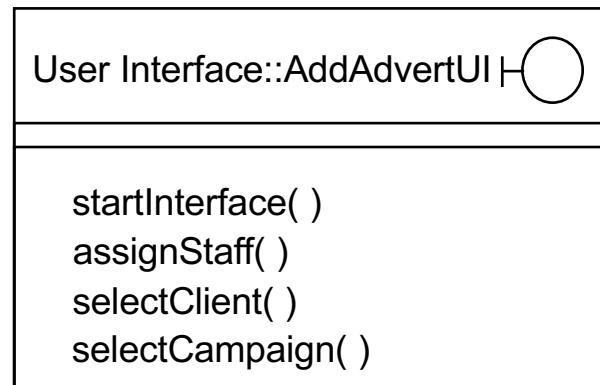 User Interface::AddAdvertUI
startInterface( )
assignStaff( )
selectClient( )
selectCampaign( )